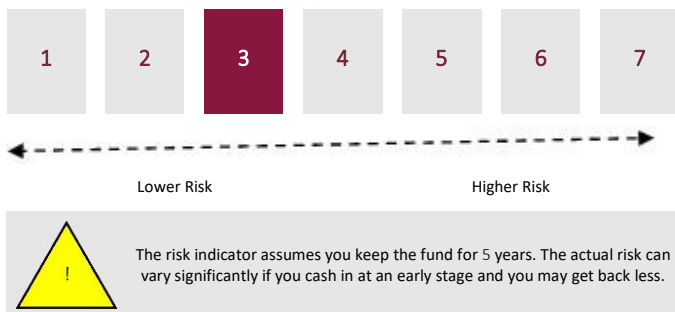 1 2 3 4 5 6 7
Lower Risk Higher Risk
! The risk indicator assumes you keep the fund for 5 years. The actual risk can
vary significantly if you cash in at an early stage and you may get back less.